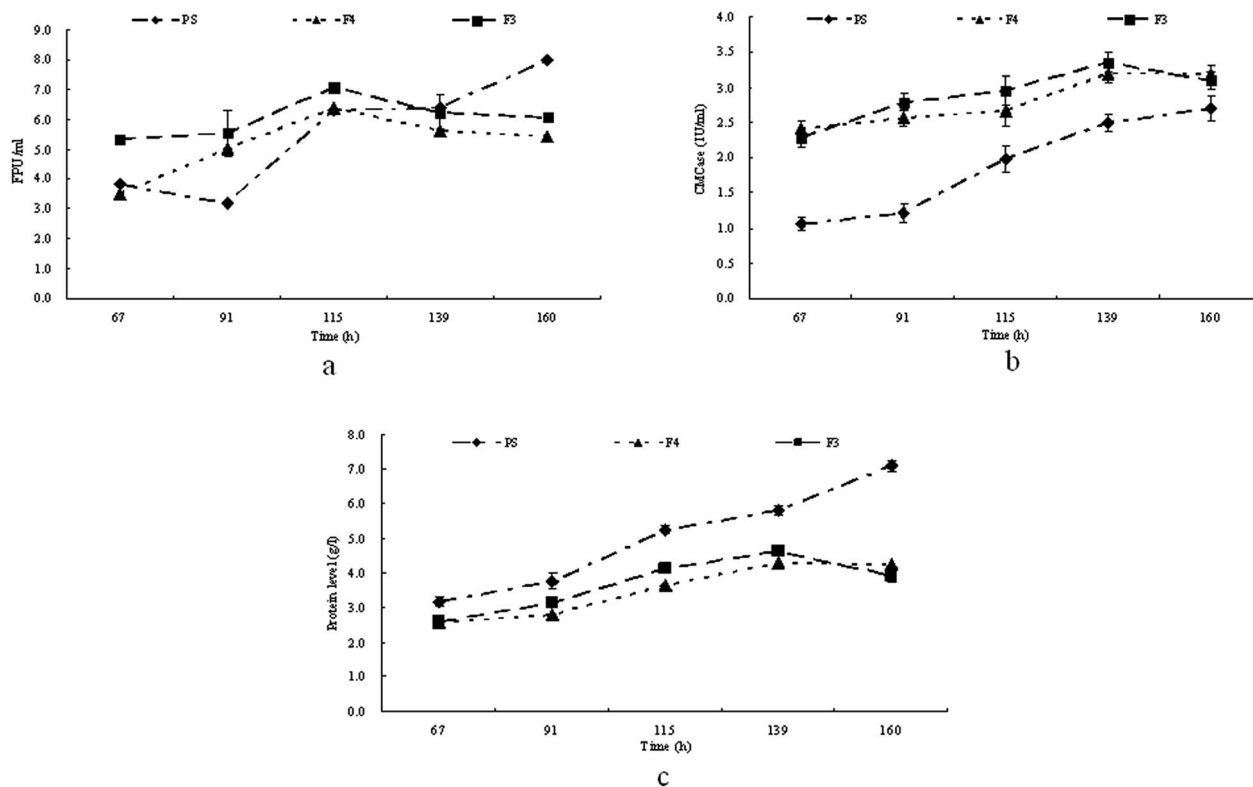 PS F4 F3
9.0
8.0
7.0
6.0
5.0
4.0
3.0
2.0
1.0
0.0
FPU/ml
67 91 115 139 160
Time (h)
a
PS F4 F3
4.0
3.5
3.0
2.5
2.0
1.5
1.0
0.5
0.0
CMCase (IU/ml)
67 91 115 139 160
Time (h)
b
PS F4 F3
8.0
7.0
6.0
5.0
4.0
3.0
2.0
1.0
0.0
Protein level (g/l)
67 91 115 139 160
Time (h)
c